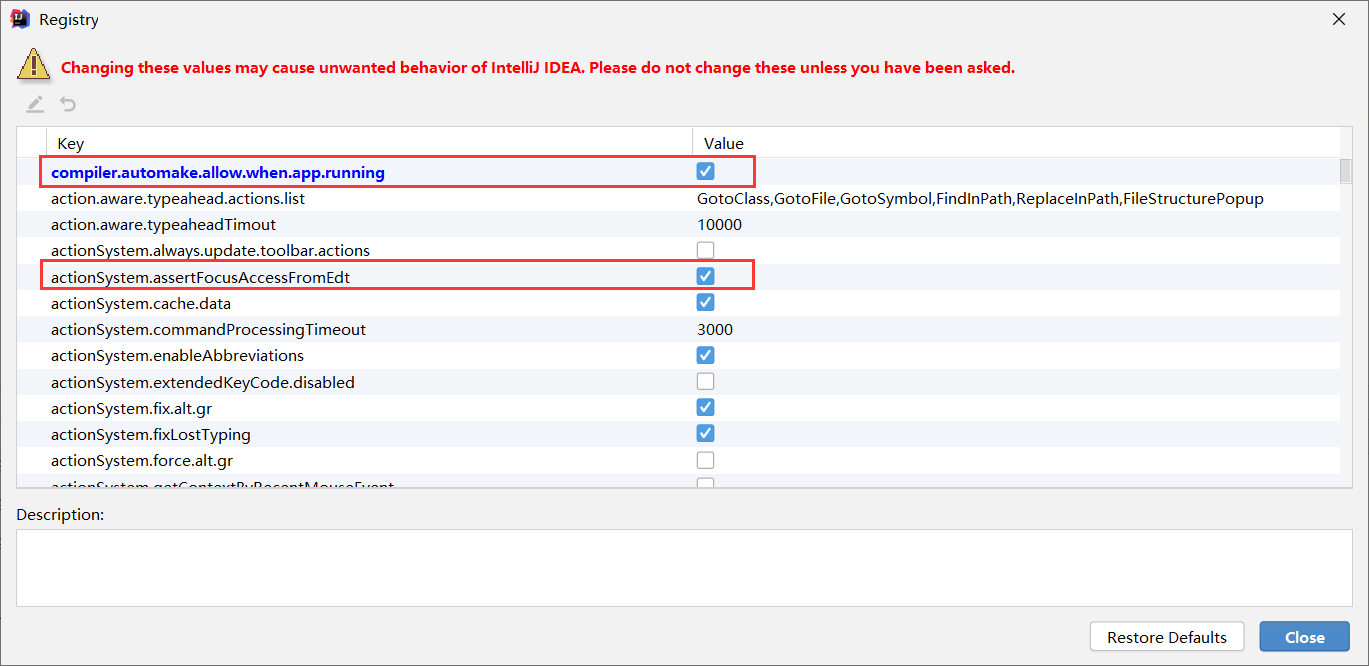 Registry
Changing these values may cause unwanted behavior of IntelliJ IDEA. Please do not change these unless you have been asked.
Key Value
compiler.automake.allow.when.app.running
action.aware.typeahead.actions.list GotoClass,GotoFile,GotoSymbol,FindInPath,ReplaceInPath,FileStructurePopup
action.aware.typeaheadTimout 10000
actionSystem.always.update.toolbar.actions
actionSystem.assertFocusAccessFromEdt
actionSystem.cache.data
actionSystem.commandProcessingTimeout 3000
actionSystem.enableAbbreviations
actionSystem.extendedKeyCode.disabled
actionSystem.fix.alt.gr
actionSystem.fixLostTyping
actionSystem.force.alt.gr
actionSystem.getContextByRecentMouseEvent
Description:
Restore Defaults Close